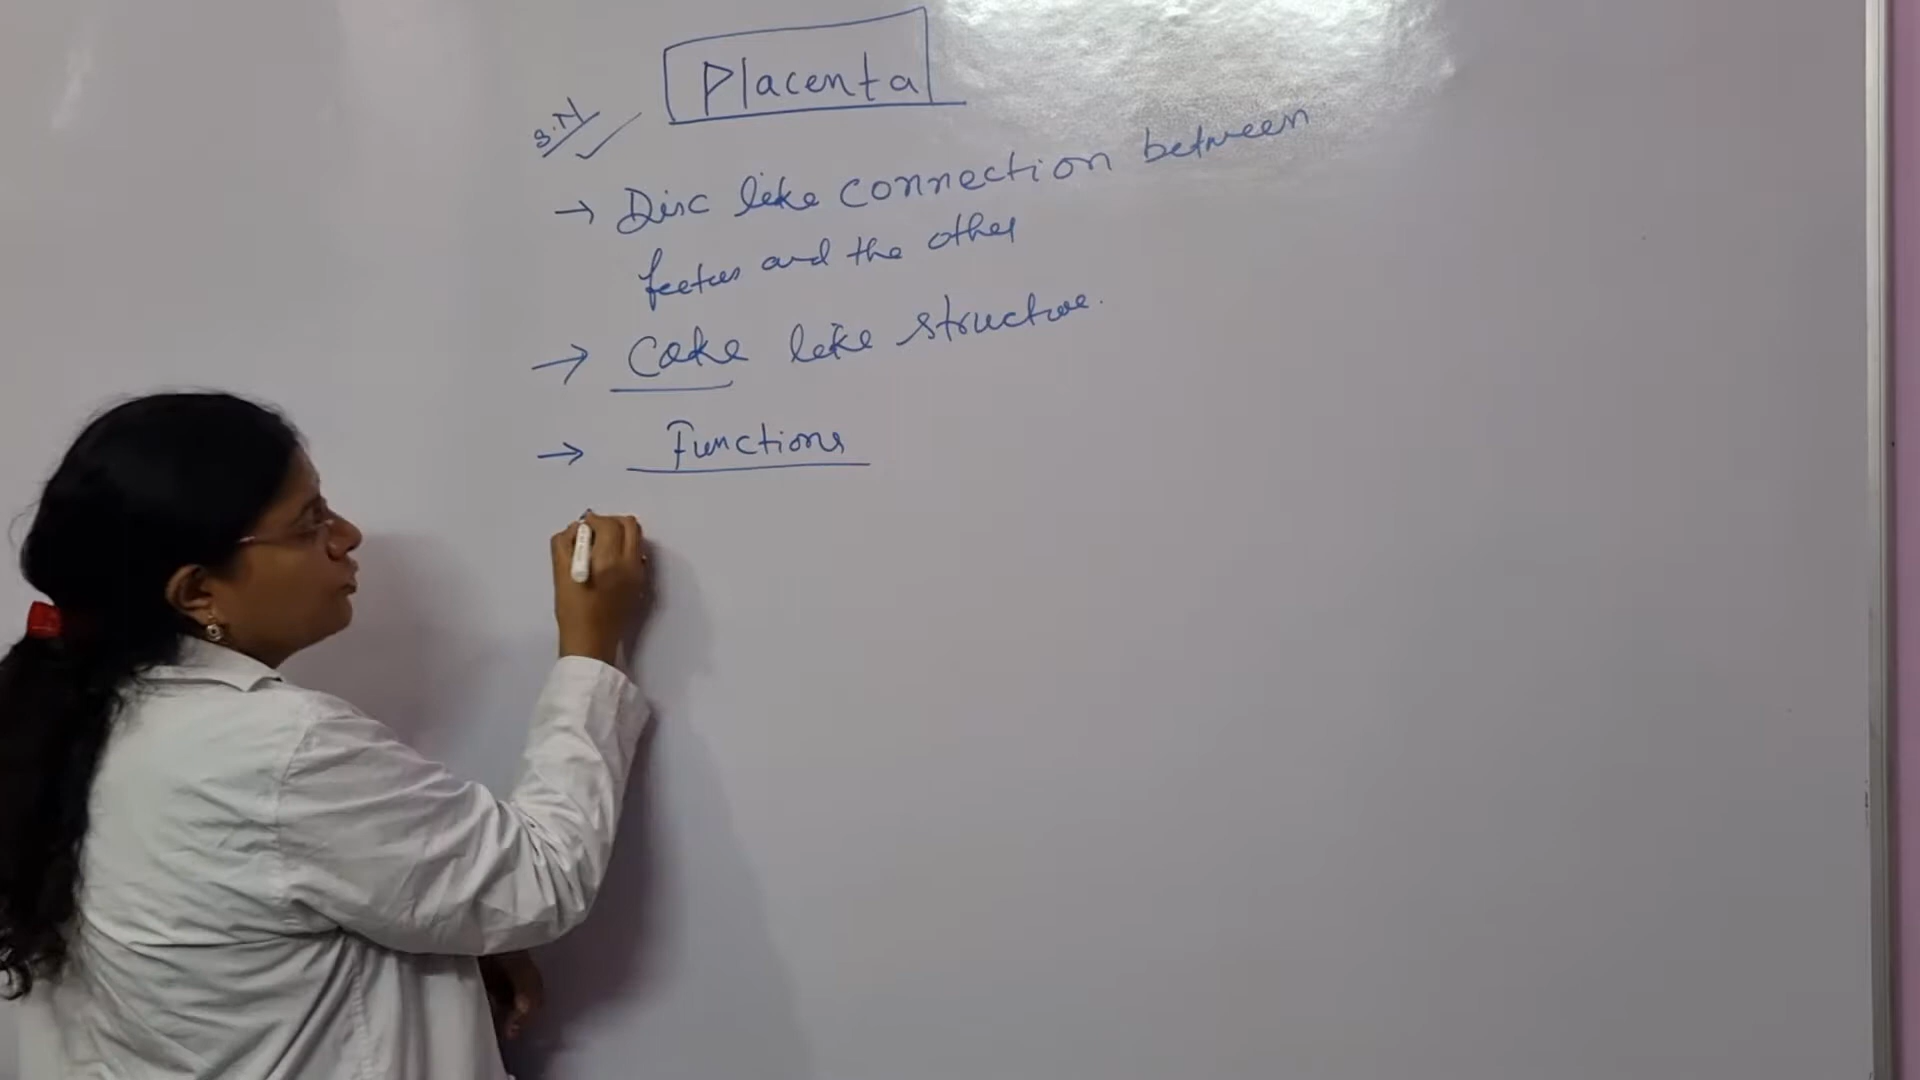 Placenta
S.N
→ Disc like connection between
foetus and the other
→ Cake like structure.
→ Functions